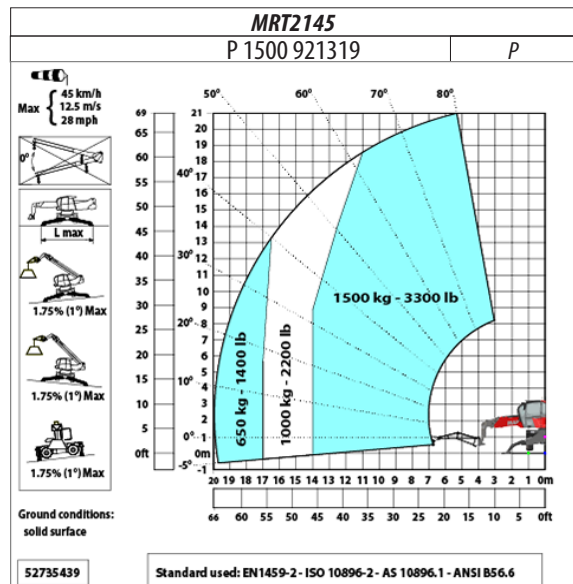 MRT2145
P 1500 921319 P
Max
45 km/h
12.5 m/s
28 mph
0°
L max
1.75% (1°) Max
1.75% (1°) Max
1.75% (1°) Max
Ground conditions:
solid surface
69
65
60
55
50
45
40
35
30
25
20
15
10
5
0ft
21
20
19
18
17
16
15
14
13
12
11
10
9
8
7
6
5
4
3
2
1
0m
-1
50°
60°
70°
80°
40°
30°
20°
10°
0°
-5°
650 kg - 1400 lb
1000 kg - 2200 lb
1500 kg - 3300 lb
20 19 18 17 16 15 14 13 12 11 10 9 8 7 6 5 4 3 2 1 0m
66 60 55 50 45 40 35 30 25 20 15 10 5 0ft
52735439
Standard used: EN1459-2 - ISO 10896-2 - AS 10896.1 - ANSI B56.6